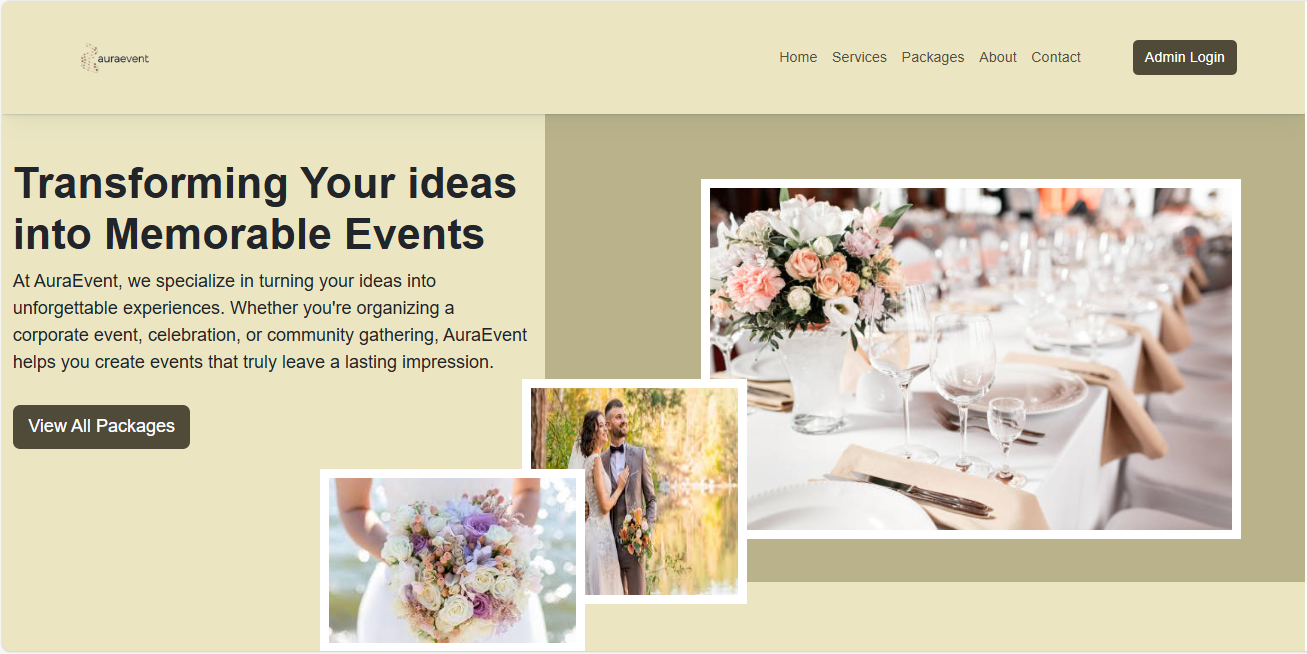 auraevent
Home Services Packages About Contact Admin Login
Transforming Your ideas
into Memorable Events
At AuraEvent, we specialize in turning your ideas into
unforgettable experiences. Whether you're organizing a
corporate event, celebration, or community gathering, AuraEvent
helps you create events that truly leave a lasting impression.
View All Packages